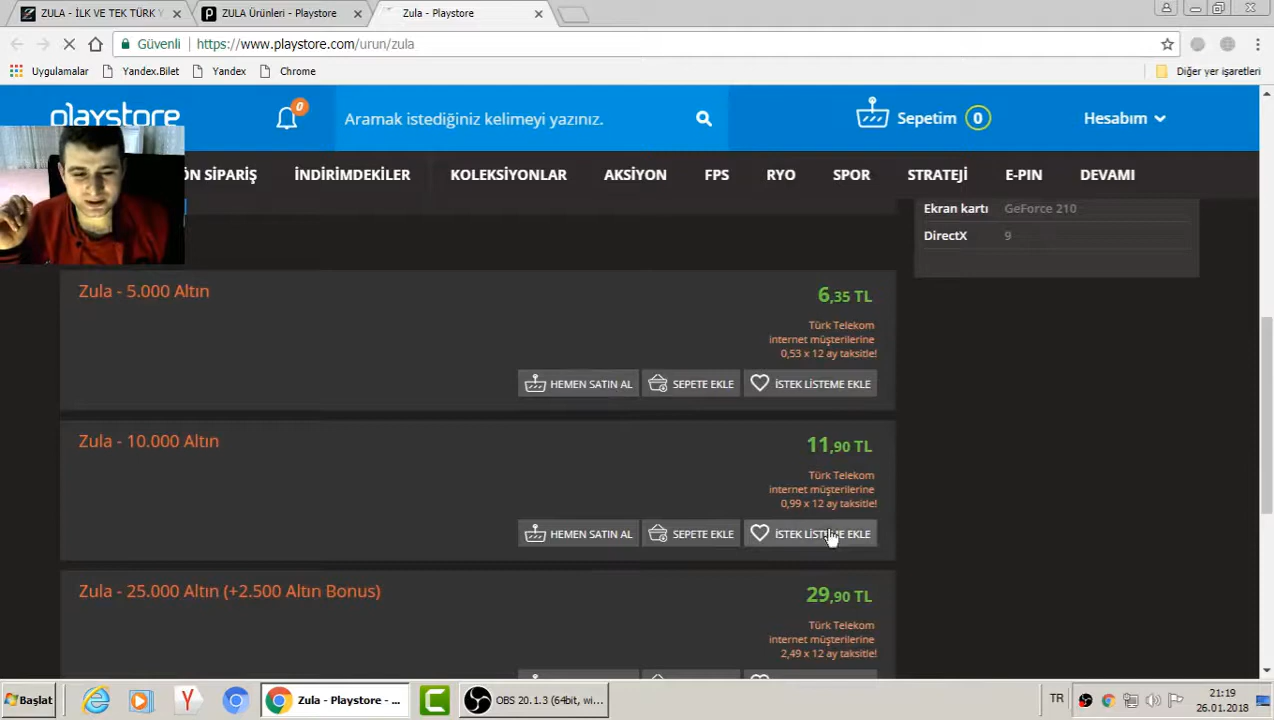 ZULA - İLK VE TEK TÜRK Y
ZULA Ürünleri - Playstore
Zula - Playstore
Güvenli
https://www.playstore.com/urun/zula
Uygulamalar
Yandex.Bilet
Yandex
Chrome
Diğer yer işaretleri
playstore
0
Aramak istediğiniz kelimeyi yazınız.
Sepetim
0
Hesabım
ÖN SİPARİŞ
İNDİRİMDEKİLER
KOLEKSİYONLAR
AKSİYON
FPS
RYO
SPOR
STRATEJİ
E-PIN
DEVAMI
Ekran kartı GeForce 210
DirectX 9
Zula - 5.000 Altın
6,35 TL
Türk Telekom
internet müşterilerine
0,53 x 12 ay taksitle!
HEMEN SATIN AL
SEPETE EKLE
İSTEK LİSTEME EKLE
Zula - 10.000 Altın
11,90 TL
Türk Telekom
internet müşterilerine
0,99 x 12 ay taksitle!
HEMEN SATIN AL
SEPETE EKLE
İSTEK LİSTEME EKLE
Zula - 25.000 Altın (+2.500 Altın Bonus)
29,90 TL
Türk Telekom
internet müşterilerine
2,49 x 12 ay taksitle!
Başlat
Zula - Playstore - ...
OBS 20.1.3 (64bit, wi...
TR
21:19
26.01.2018